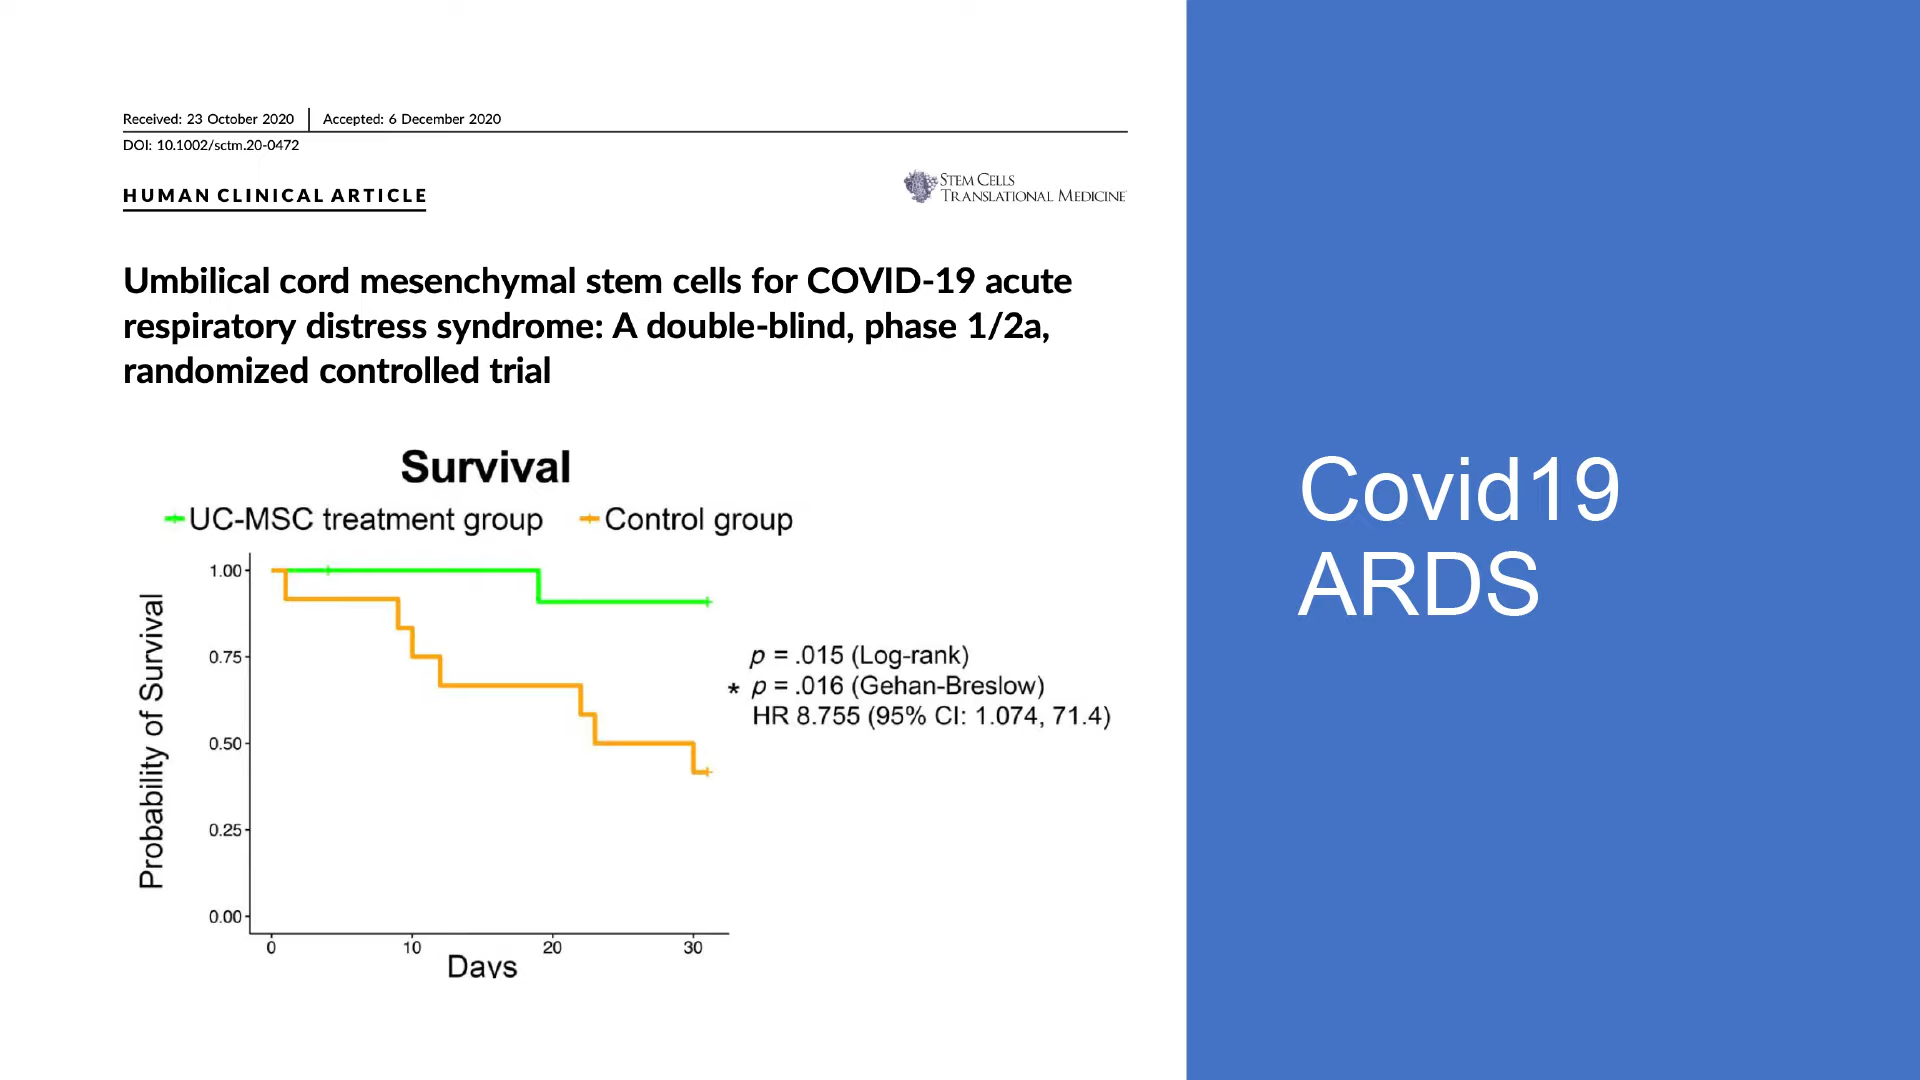 Received: 23 October 2020 | Accepted: 6 December 2020
DOI: 10.1002/sctm.20-0472
HUMAN CLINICAL ARTICLE
STEM CELLS
TRANSLATIONAL MEDICINE
Umbilical cord mesenchymal stem cells for COVID-19 acute
respiratory distress syndrome: A double-blind, phase 1/2a,
randomized controlled trial
Survival
UC-MSC treatment group Control group
Probability of Survival
1.00
0.75
0.50
0.25
0.00
0 10 20 30
Days
p = .015 (Log-rank)
* p = .016 (Gehan-Breslow)
HR 8.755 (95% CI: 1.074, 71.4)
Covid19
ARDS